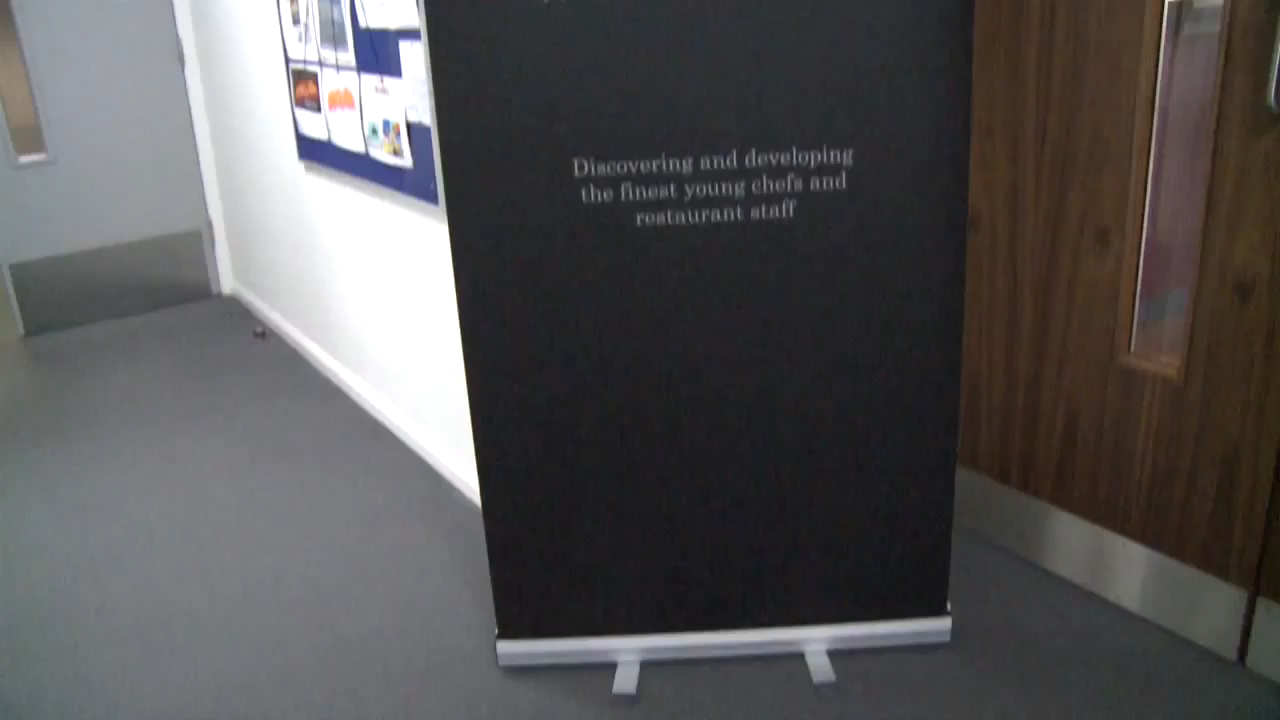 Discovering and developing
the finest young chefs and
restaurant staff